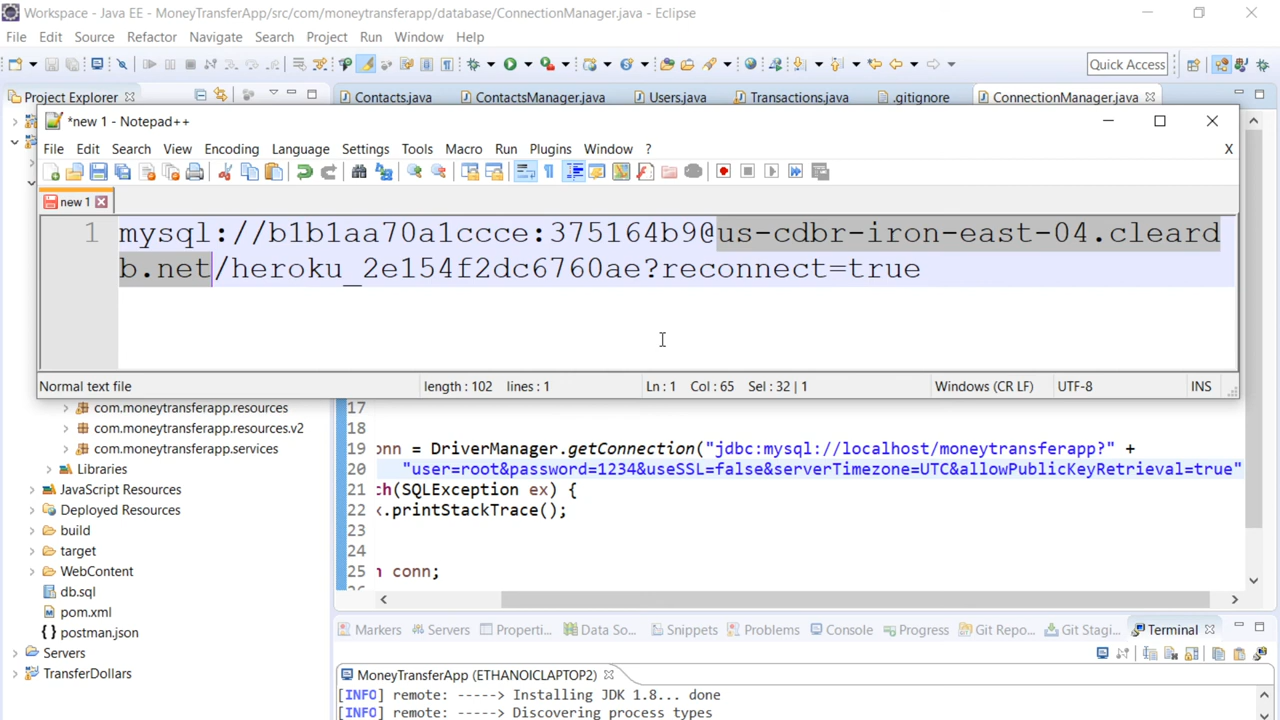 Workspace - Java EE - MoneyTransferApp/src/com/moneytransferapp/database/ConnectionManager.java - Eclipse
File Edit Source Refactor Navigate Search Project Run Window Help
Quick Access
Project Explorer
Contacts.java ContactsManager.java Users.java Transactions.java .gitignore ConnectionManager.java
*new 1 - Notepad++
File Edit Search View Encoding Language Settings Tools Macro Run Plugins Window ? X
new 1
1 mysql://b1b1aa70a1ccce:375164b9@us-cdbr-iron-east-04.cleard
b.net/heroku_2e154f2dc6760ae?reconnect=true
Normal text file length : 102 lines : 1 Ln : 1 Col : 65 Sel : 32 | 1 Windows (CR LF) UTF-8 INS
com.moneytransferapp.resources
com.moneytransferapp.resources.v2
com.moneytransferapp.services
Libraries
JavaScript Resources
Deployed Resources
build
target
WebContent
db.sql
pom.xml
postman.json
Servers
TransferDollars
17
18
19 onn = DriverManager.getConnection("jdbc:mysql://localhost/moneytransferapp?" +
20 "user=root&password=1234&useSSL=false&serverTimezone=UTC&allowPublicKeyRetrieval=true"
21 ch(SQLException ex) {
22 .printStackTrace();
23
24
25 conn;
Markers Servers Properti... Data So... Snippets Problems Console Progress Git Repo... Git Stagi... Terminal
MoneyTransferApp (ETHANOICLAPTOP2)
[INFO] remote: -----> Installing JDK 1.8... done
[INFO] remote: -----> Discovering process types